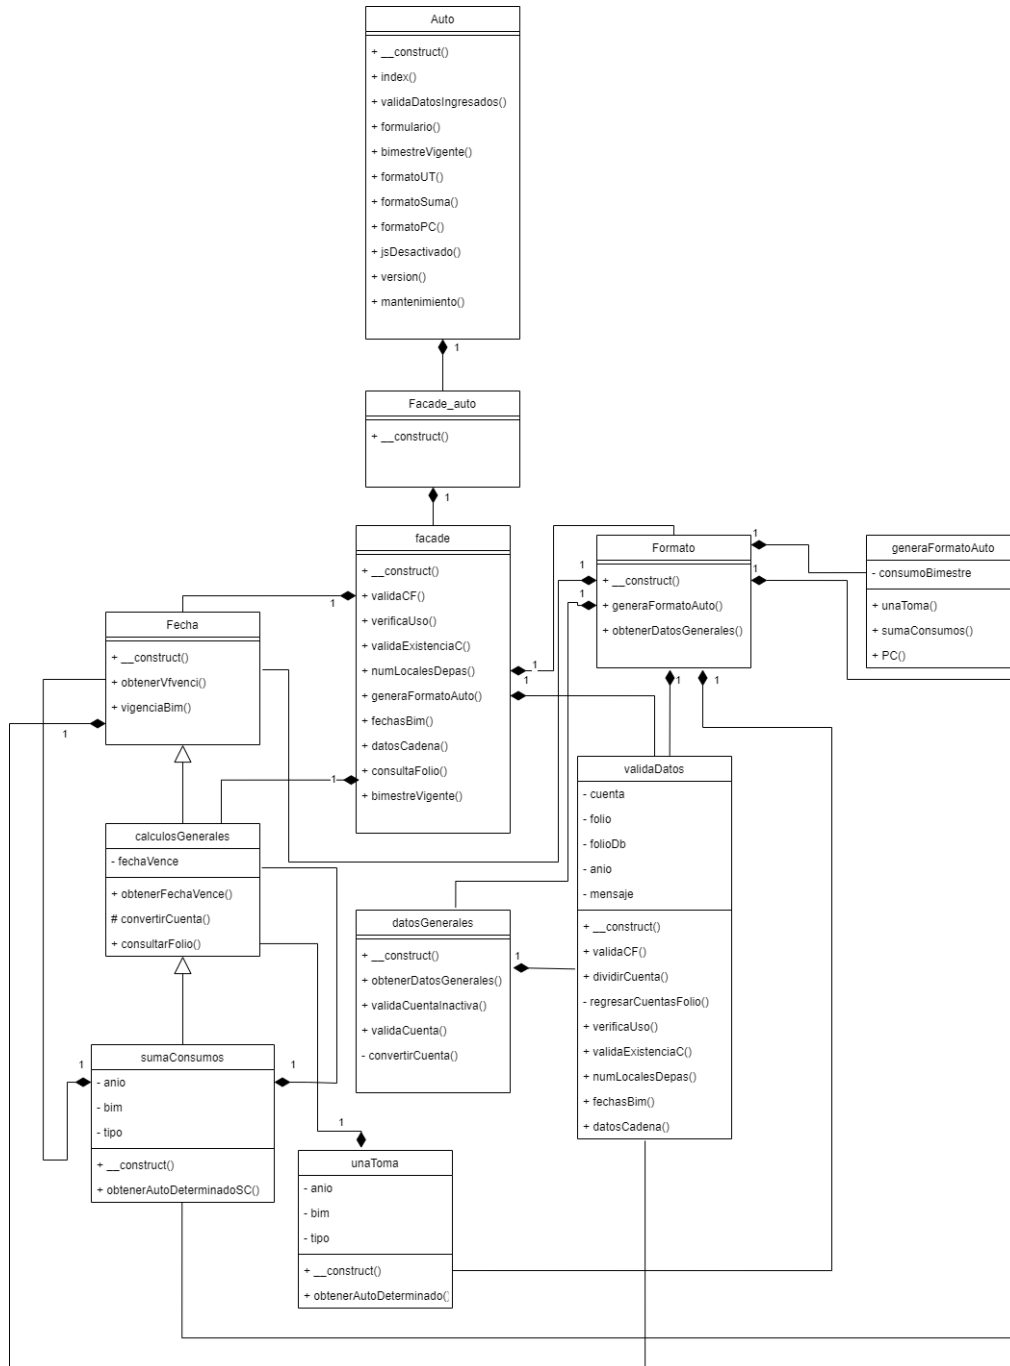 Auto
+ __construct()
+ index()
+ validaDatosIngresados()
+ formulario()
+ bimestreVigente()
+ formatoUT()
+ formatoSuma()
+ formatoPC()
+ jsDesactivado()
+ version()
+ mantenimiento()
1
Facade_auto
+ __construct()
1
facade
+ __construct()
+ validaCF()
+ verificaUso()
+ validaExistenciaC()
+ numLocalesDepas()
+ generaFormatoAuto()
+ fechasBim()
+ datosCadena()
+ consultaFolio()
+ bimestreVigente()
1
1
1
1
Formato
+ __construct()
+ generaFormatoAuto()
+ obtenerDatosGenerales()
1
1
1
1
1
1
generaFormatoAuto
- consumoBimestre
+ unaToma()
+ sumaConsumos()
+ PC()
Fecha
+ __construct()
+ obtenerVfvenci()
+ vigenciaBim()
1
calculosGenerales
- fechaVence
+ obtenerFechaVence()
# convertirCuenta()
+ consultarFolio()
datosGenerales
+ __construct()
+ obtenerDatosGenerales()
+ validaCuentaInactiva()
+ validaCuenta()
- convertirCuenta()
1
validaDatos
- cuenta
- folio
- folioDb
- anio
- mensaje
+ __construct()
+ validaCF()
+ dividirCuenta()
- regresarCuentasFolio()
+ verificaUso()
+ validaExistenciaC()
+ numLocalesDepas()
+ fechasBim()
+ datosCadena()
sumaConsumos
- anio
- bim
- tipo
+ __construct()
+ obtenerAutoDeterminadoSC()
1
1
1
unaToma
- anio
- bim
- tipo
+ __construct()
+ obtenerAutoDeterminado(